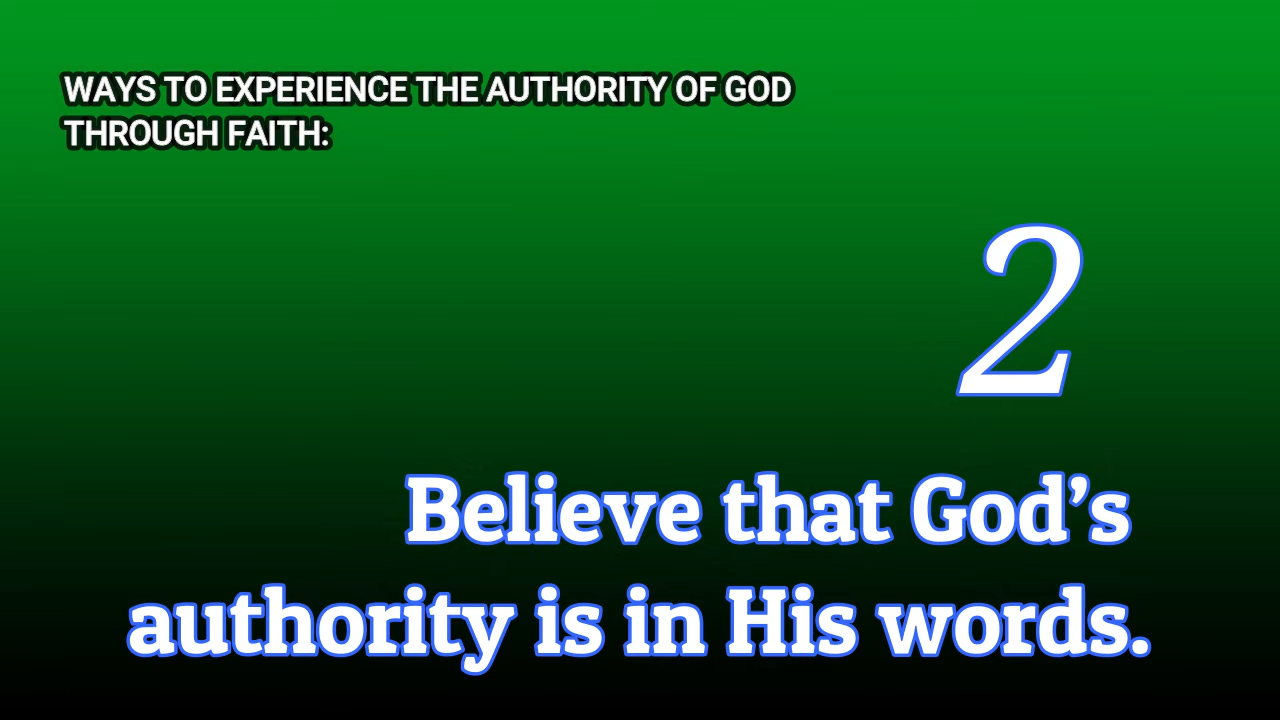 WAYS TO EXPERIENCE THE AUTHORITY OF GOD
THROUGH FAITH:
2
Believe that God’s
authority is in His words.